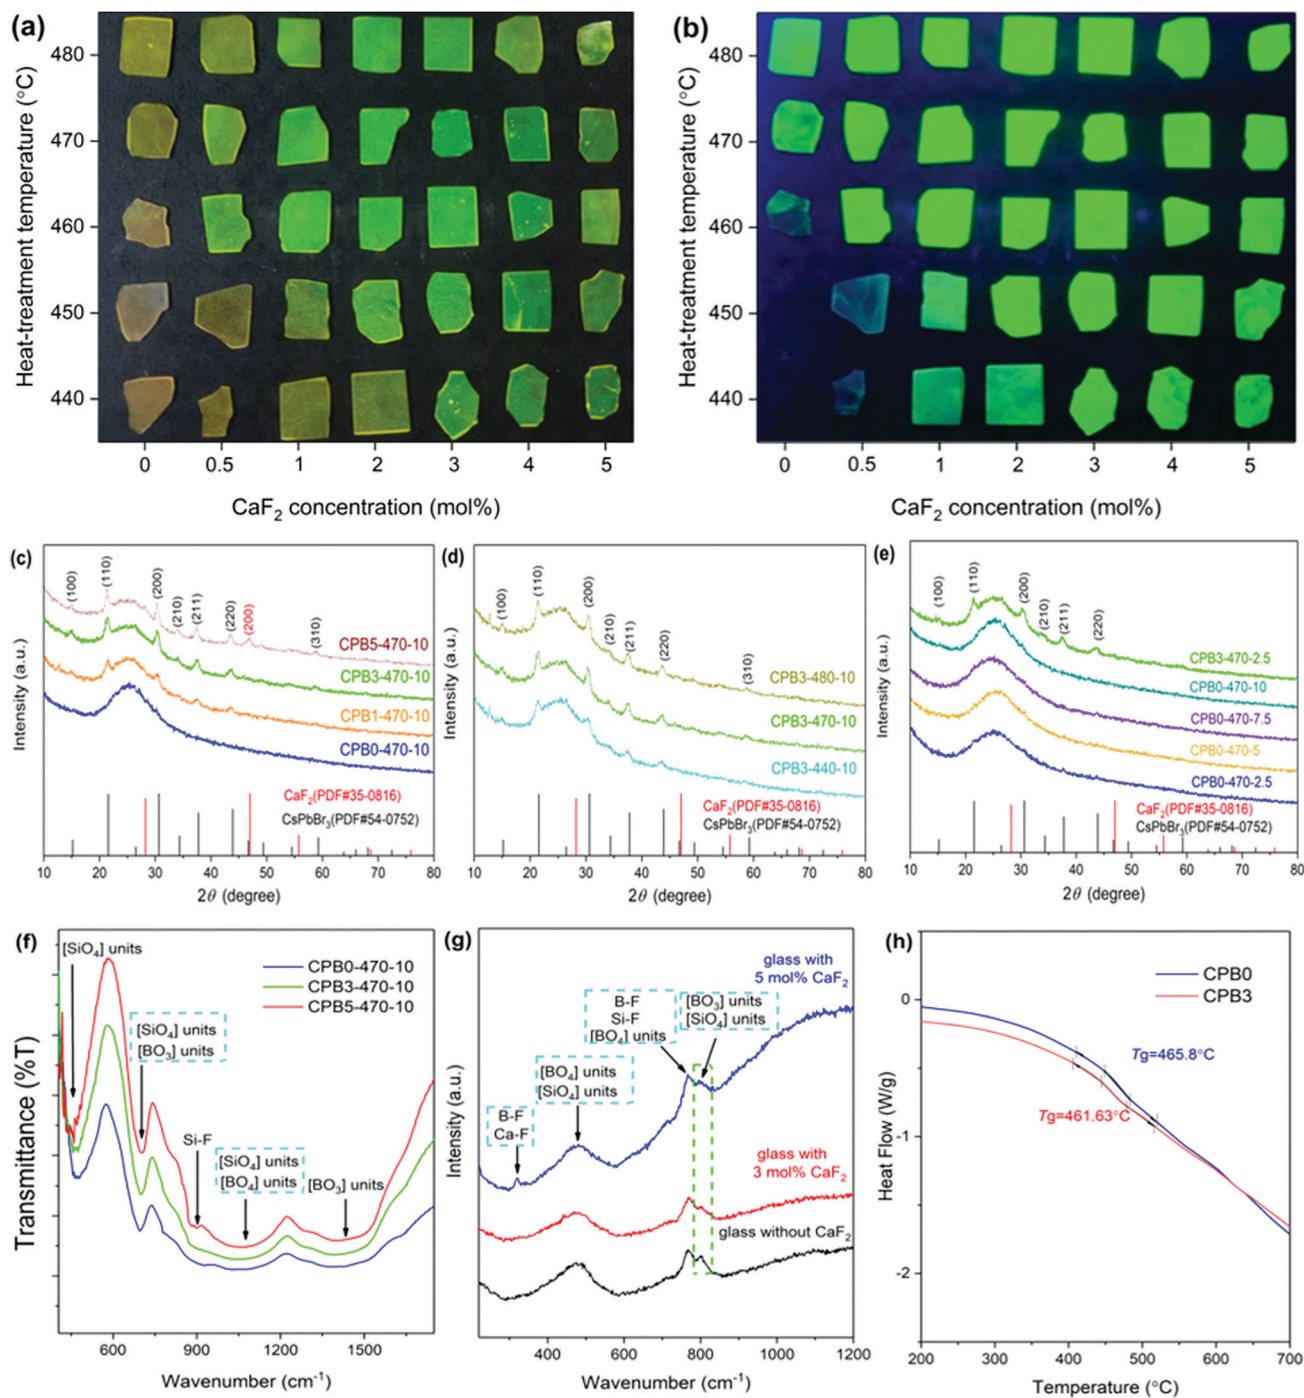 (a)
Heat-treatment temperature (°C)
480
470
460
450
440
0 0.5 1 2 3 4 5
CaF₂ concentration (mol%)
(b)
Heat-treatment temperature (°C)
480
470
460
450
440
0 0.5 1 2 3 4 5
CaF₂ concentration (mol%)
(c)
Intensity (a.u.)
(100)
(110)
(200)
(210)
(211)
(220)
(200)
(310)
CPB5-470-10
CPB3-470-10
CPB1-470-10
CPB0-470-10
CaF₂(PDF#35-0816)
CsPbBr₃(PDF#54-0752)
10 20 30 40 50 60 70 80
2θ (degree)
(d)
Intensity (a.u.)
(100)
(110)
(200)
(210)
(211)
(220)
(310)
CPB3-480-10
CPB3-470-10
CPB3-440-10
CaF₂(PDF#35-0816)
CsPbBr₃(PDF#54-0752)
10 20 30 40 50 60 70 80
2θ (degree)
(e)
Intensity (a.u.)
(100)
(110)
(200)
(210)
(211)
(220)
CPB3-470-2.5
CPB0-470-10
CPB0-470-7.5
CPB0-470-5
CPB0-470-2.5
CaF₂(PDF#35-0816)
CsPbBr₃(PDF#54-0752)
10 20 30 40 50 60 70 80
2θ (degree)
(f)
Transmittance (%T)
[SiO₄] units
CPB0-470-10
CPB3-470-10
CPB5-470-10
[SiO₄] units
[BO₃] units
Si-F
[SiO₄] units
[BO₄] units
[BO₃] units
600 900 1200 1500
Wavenumber (cm⁻¹)
(g)
Intensity (a.u.)
glass with
5 mol% CaF₂
B-F
Si-F
[BO₄] units
[BO₃] units
[SiO₄] units
[BO₄] units
[SiO₄] units
B-F
Ca-F
glass with
3 mol% CaF₂
glass without CaF₂
400 600 800 1000 1200
Wavenumber (cm⁻¹)
(h)
Heat Flow (W/g)
CPB0
CPB3
Tg=465.8°C
Tg=461.63°C
0
-1
-2
200 300 400 500 600 700
Temperature (°C)